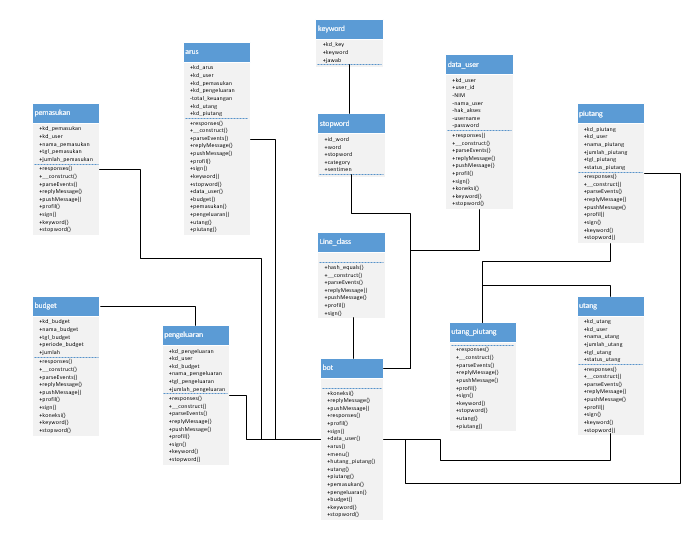 keyword
+kd_key
+keyword
+jawab
arus
+kd_arus
+kd_user
+kd_pemasukan
+kd_pengeluaran
-total_keuangan
+kd_utang
+kd_piutang
+responses()
+__construct()
+parseEvents()
+replyMessage()
+pushMessage()
+profil()
+sign()
+keyword()
+stopword()
+data_user()
+budget()
+pemasukan()
+pengeluaran()
+utang()
+piutang()
data_user
+kd_user
+user_id
-NIM
-nama_user
-hak_akses
-username
-password
+responses()
+__construct()
+parseEvents()
+replyMessage()
+pushMessage()
+profil()
+sign()
+koneksi()
+keyword()
+stopword()
pemasukan
+kd_pemasukan
+kd_user
+nama_pemasukan
+tgl_pemasukan
+jumlah_pemasukan
+responses()
+__construct()
+parseEvents()
+replyMessage()
+pushMessage()
+profil()
+sign()
+keyword()
+stopword()
stopword
+id_word
+word
+stopword
+category
+sentimen
piutang
+kd_piutang
+kd_user
+nama_piutang
+jumlah_piutang
+tgl_piutang
+status_piutang
+responses()
+__construct()
+parseEvents()
+replyMessage()
+pushMessage()
+profil()
+sign()
+keyword()
+stopword()
Line_class
+hash_equals()
+__construct()
+parseEvents()
+replyMessage()
+pushMessage()
+profil()
+sign()
budget
+kd_budget
+nama_budget
+tgl_budget
+periode_budget
+jumlah
+responses()
+__construct()
+parseEvents()
+replyMessage()
+pushMessage()
+profil()
+sign()
+koneksi()
+keyword()
+stopword()
pengeluaran
+kd_pengeluaran
+kd_user
+kd_budget
+nama_pengeluaran
+tgl_pengeluaran
+jumlah_pengeluaran
+responses()
+__construct()
+parseEvents()
+replyMessage()
+pushMessage()
+profil()
+sign()
+keyword()
+stopword()
bot
+koneksi()
+replyMessage()
+pushMessage()
+responses()
+profil()
+sign()
+data_user()
+arus()
+menu()
+hutang_piutang()
+utang()
+piutang()
+pemasukan()
+pengeluaran()
+budget()
+keyword()
+stopword()
utang_piutang
+responses()
+__construct()
+parseEvents()
+replyMessage()
+pushMessage()
+profil()
+sign()
+keyword()
+stopword()
+utang()
+piutang()
utang
+kd_utang
+kd_user
+nama_utang
+jumlah_utang
+tgl_utang
+status_utang
+responses()
+__construct()
+parseEvents()
+replyMessage()
+pushMessage()
+profil()
+sign()
+keyword()
+stopword()